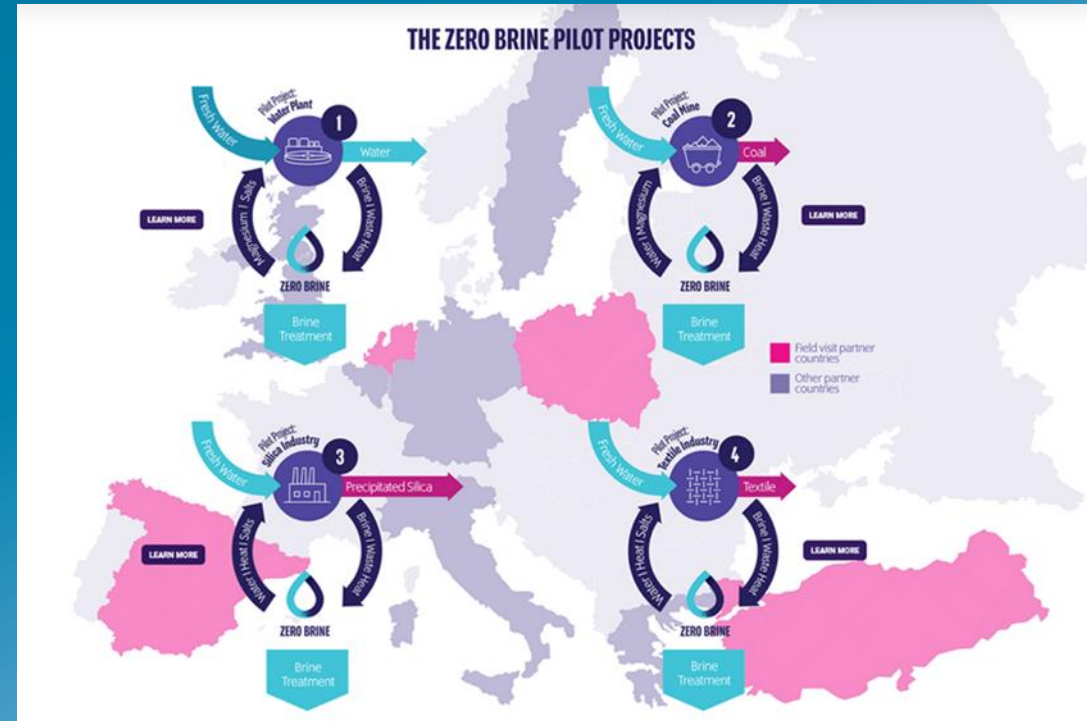 THE ZERO BRINE PILOT PROJECTS
Pilot Project:
Water Plant
1
Fresh Water
Water
Magnesium | Salts
Brine | Waste Heat
LEARN MORE
ZERO BRINE
Brine
Treatment
Pilot Project:
Coal Mine
2
Fresh Water
Coal
Water | Magnesium
Brine | Waste Heat
LEARN MORE
ZERO BRINE
Brine
Treatment
Field visit partner
countries
Other partner
countries
Pilot Project:
Silica Industry
3
Fresh Water
Precipitated Silica
Water | Heat | Salts
Brine | Waste Heat
LEARN MORE
ZERO BRINE
Brine
Treatment
Pilot Project:
Textile Industry
4
Fresh Water
Textile
Water | Heat | Salts
Brine | Waste Heat
LEARN MORE
ZERO BRINE
Brine
Treatment